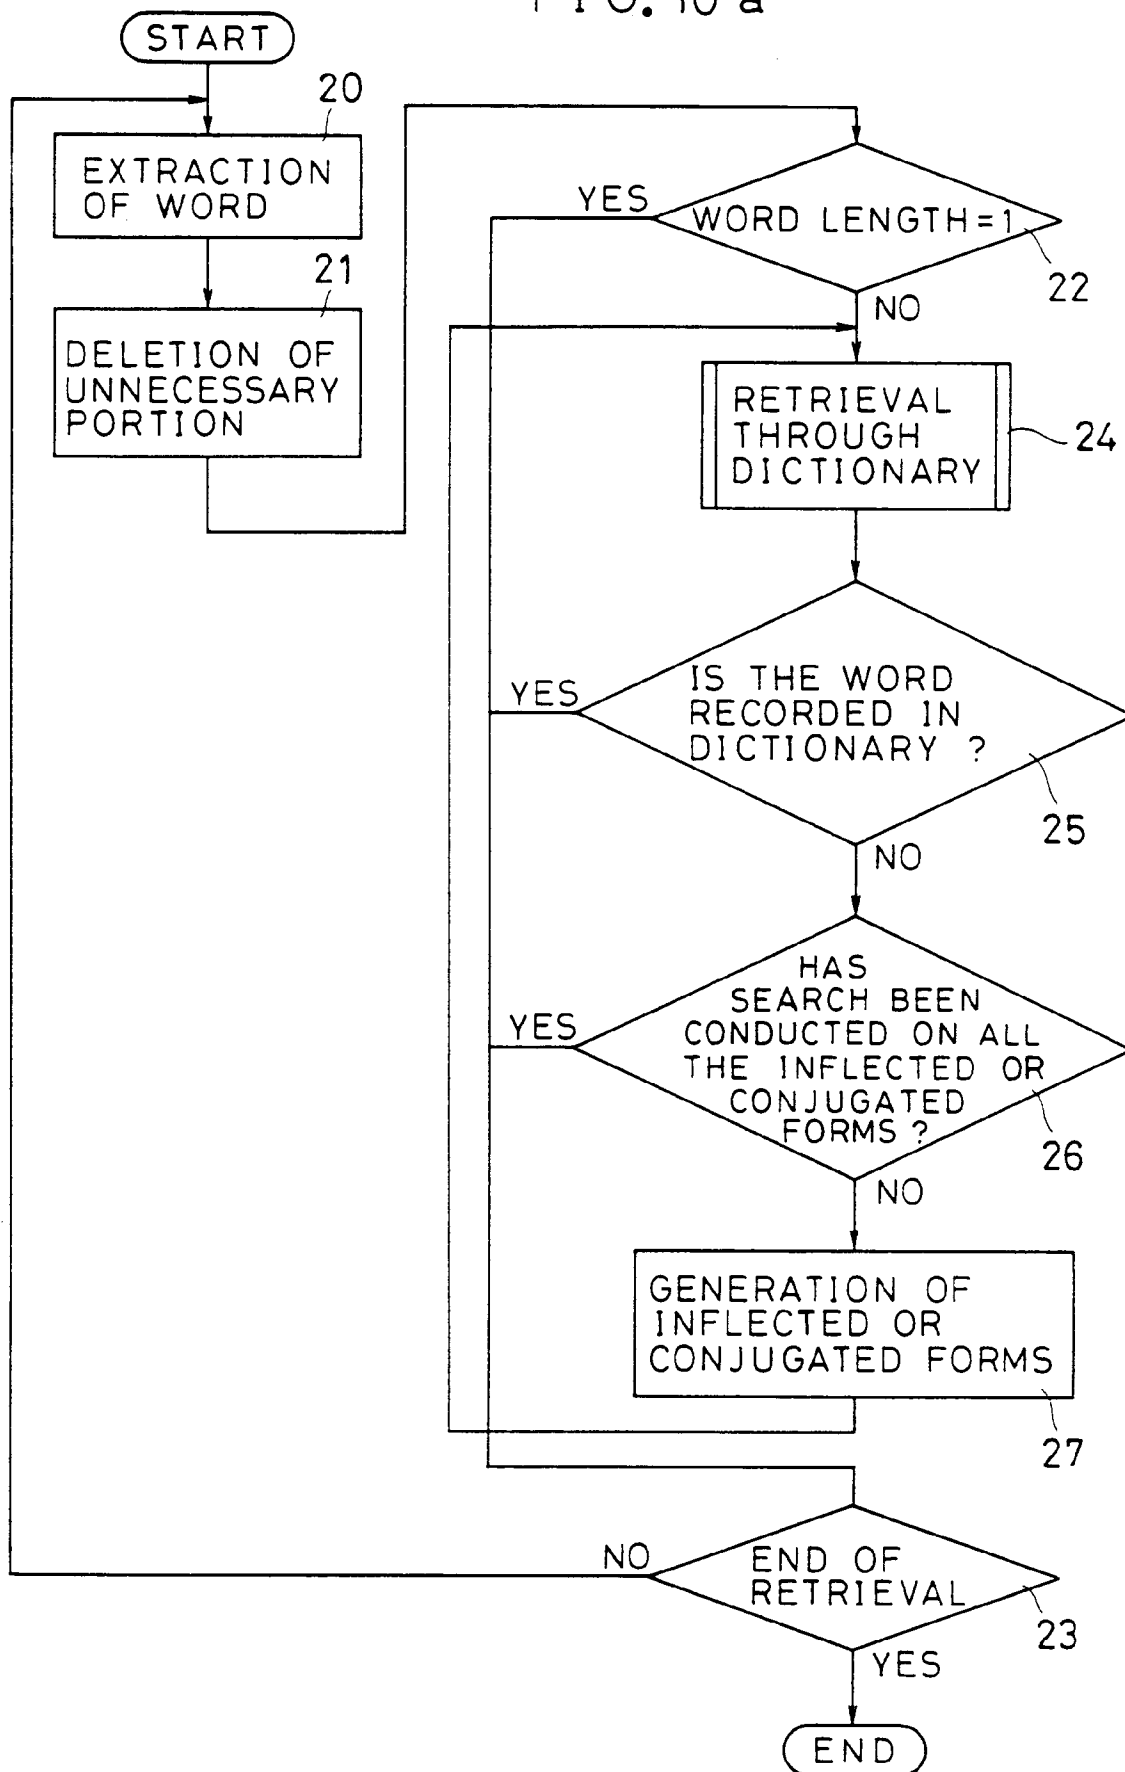 FIG. 10a
START
20
EXTRACTION
OF WORD
21
DELETION OF
UNNECESSARY
PORTION
YES
WORD LENGTH=1
22
NO
RETRIEVAL
THROUGH
DICTIONARY
24
YES
IS THE WORD
RECORDED IN
DICTIONARY ?
25
NO
YES
HAS
SEARCH BEEN
CONDUCTED ON ALL
THE INFLECTED OR
CONJUGATED
FORMS ?
26
NO
GENERATION OF
INFLECTED OR
CONJUGATED FORMS
27
NO
END OF
RETRIEVAL
23
YES
END